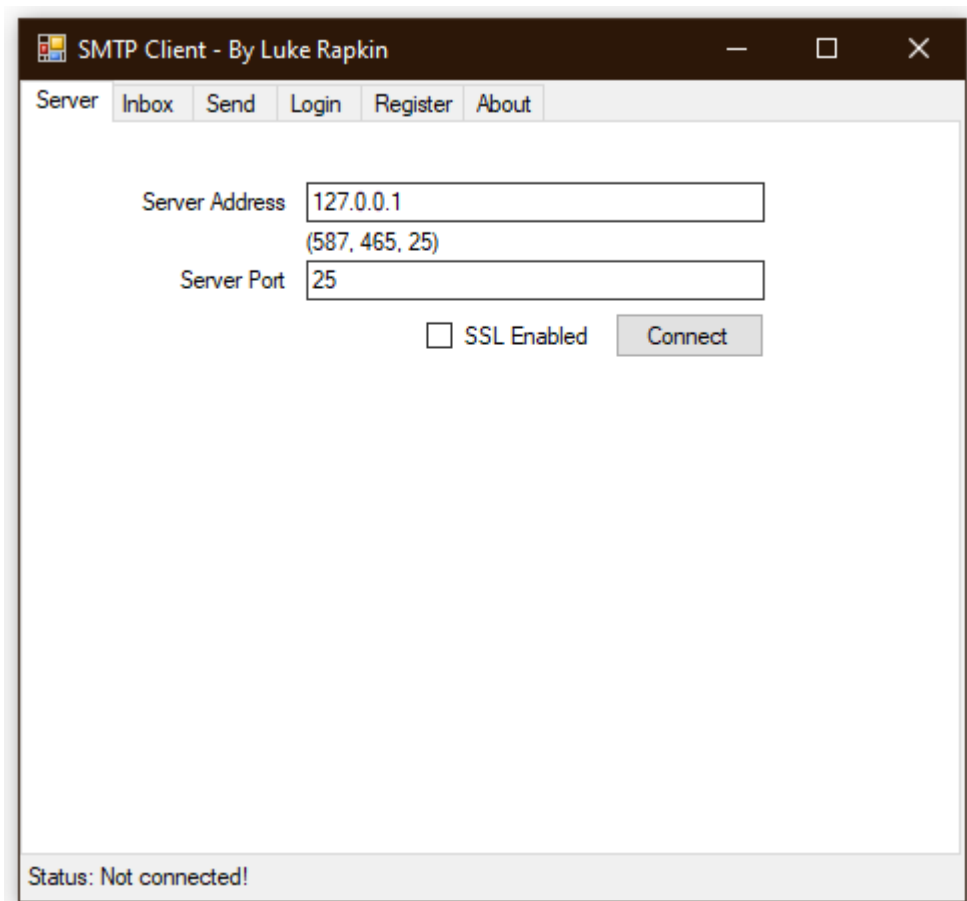 SMTP Client - By Luke Rapkin
Server Inbox Send Login Register About
Server Address 127.0.0.1
(587, 465, 25)
Server Port 25
SSL Enabled Connect
Status: Not connected!